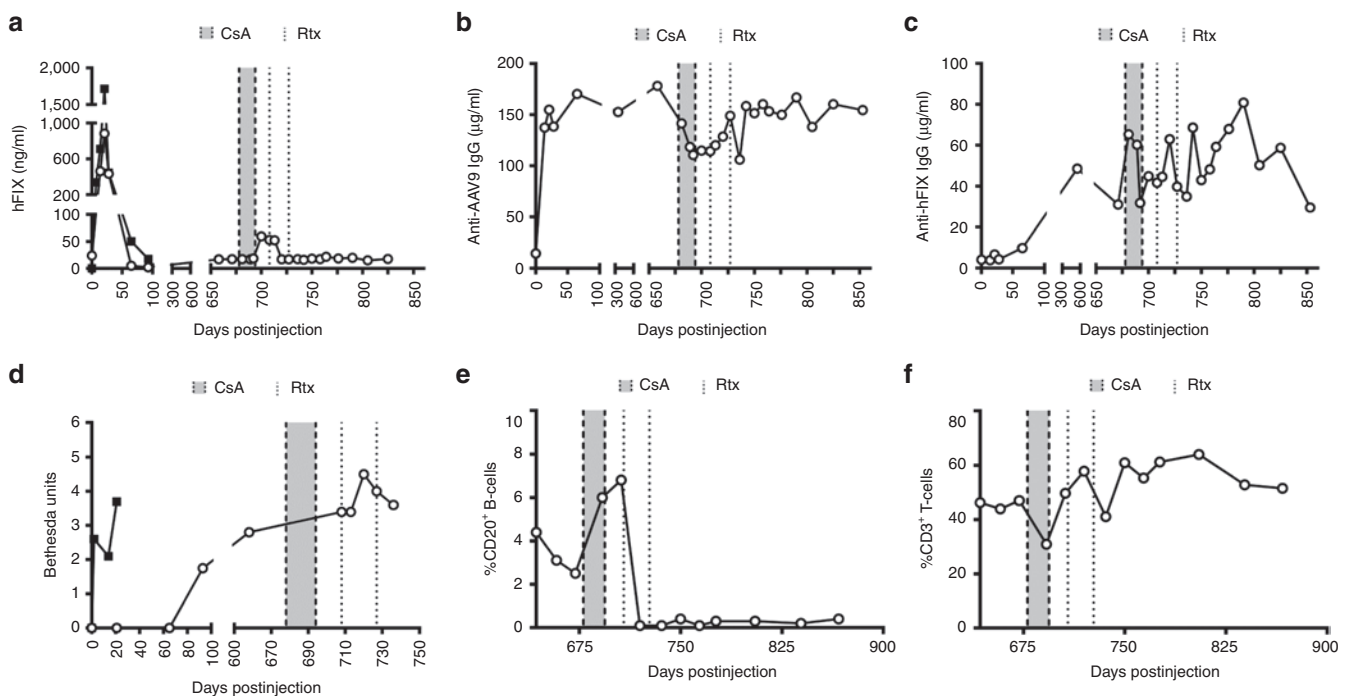 a
CsA Rtx
hFIX (ng/ml)
2,000
1,500
1,000
600
200
100
50
0
0 50 100 300 600 650 700 750 800 850
Days postinjection
b
CsA Rtx
Anti-AAV9 IgG (µg/ml)
200
150
100
50
0
0 50 100 300 600 650 700 750 800 850
Days postinjection
c
CsA Rtx
Anti-hFIX IgG (µg/ml)
100
80
60
40
20
0
0 50 100 300 600 650 700 750 800 850
Days postinjection
d
CsA Rtx
Bethesda units
6
5
4
3
2
1
0
0 20 40 60 80 100 600 670 690 710 730 750
Days postinjection
e
CsA Rtx
%CD20+ B-cells
10
8
6
4
2
0
675 750 825 900
Days postinjection
f
CsA Rtx
%CD3+ T-cells
80
60
40
20
0
675 750 825 900
Days postinjection